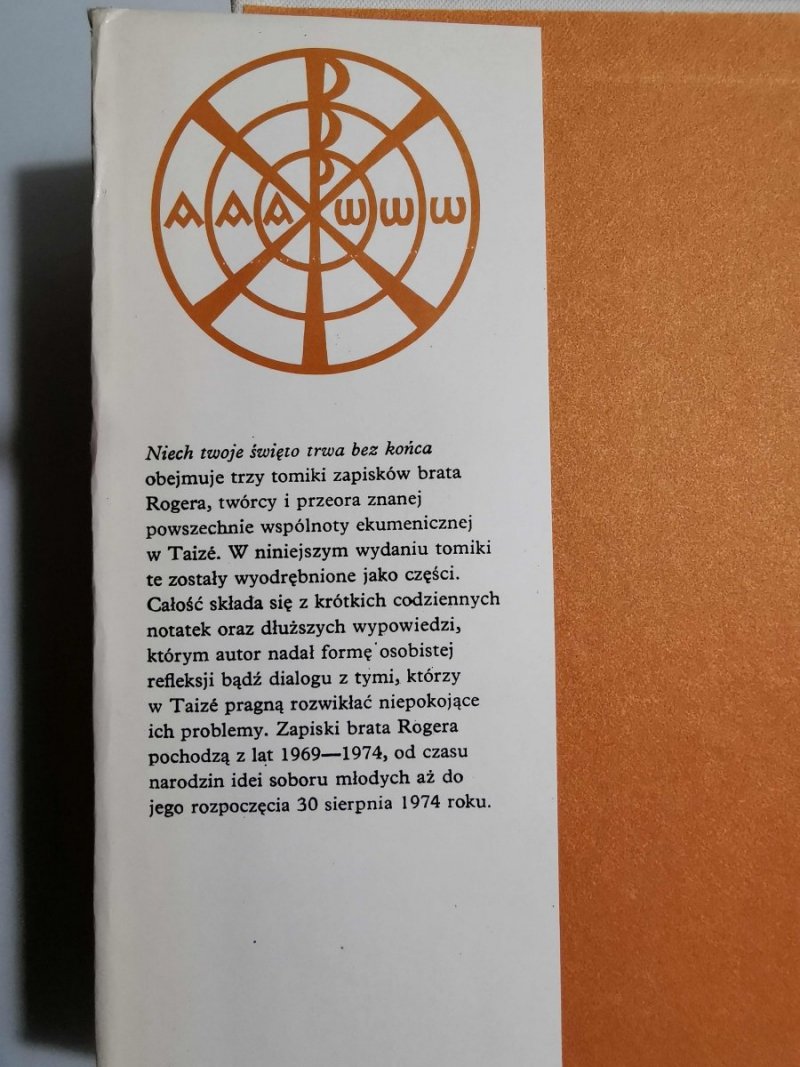 A A A ω ω ω
Niech twoje święto trwa bez końca
obejmuje trzy tomiki zapisków brata
Rogera, twórcy i przeora znanej
powszechnie wspólnoty ekumenicznej
w Taizé. W niniejszym wydaniu tomiki
te zostały wyodrębnione jako części.
Całość składa się z krótkich codziennych
notatek oraz dłuższych wypowiedzi,
którym autor nadał formę osobistej
refleksji bądź dialogu z tymi, którzy
w Taizé pragną rozwikłać niepokojące
ich problemy. Zapiski brata Rogera
pochodzą z lat 1969—1974, od czasu
narodzin idei soboru młodych aż do
jego rozpoczęcia 30 sierpnia 1974 roku.